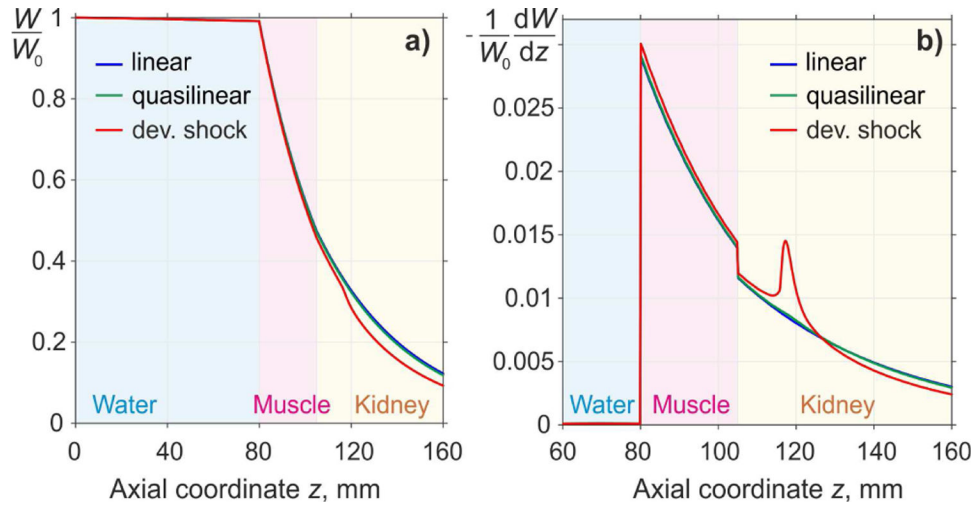 W
W0
a)
1
0.8
0.6
0.4
0.2
0
linear
quasilinear
dev. shock
Water Muscle Kidney
0 40 80 120 160
Axial coordinate z, mm
- 1 dW
W0 dz
b)
0.025
0.02
0.015
0.01
0.005
0
linear
quasilinear
dev. shock
Water Muscle Kidney
60 80 100 120 140 160
Axial coordinate z, mm